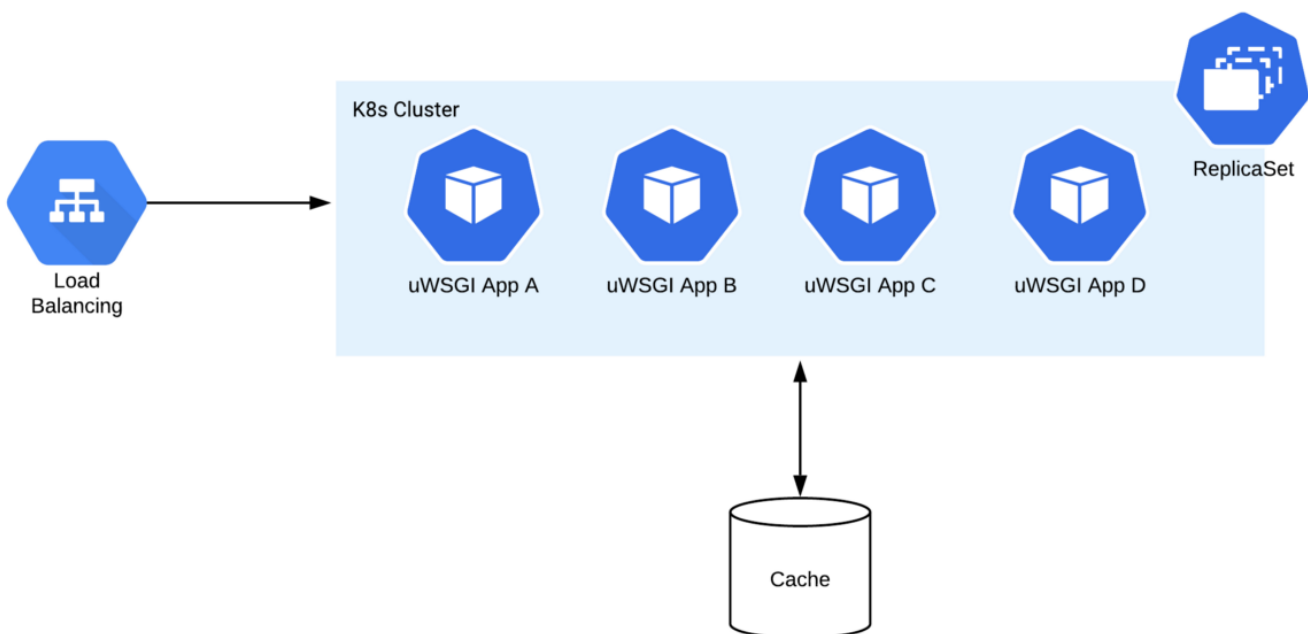 K8s Cluster
ReplicaSet
Load
Balancing
uWSGI App A
uWSGI App B
uWSGI App C
uWSGI App D
Cache